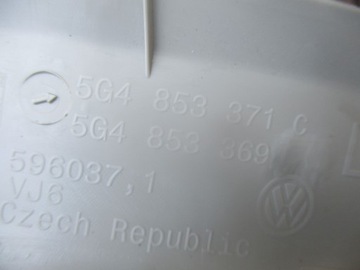 5G4 853 371 C
5G4 853 369
596037,1
VJ6
Czech Republic